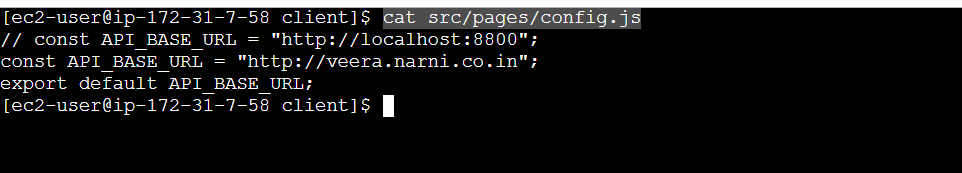 [ec2-user@ip-172-31-7-58 client]$ cat src/pages/config.js
// const API_BASE_URL = "http://localhost:8800";
const API_BASE_URL = "http://veera.narni.co.in";
export default API_BASE_URL;
[ec2-user@ip-172-31-7-58 client]$